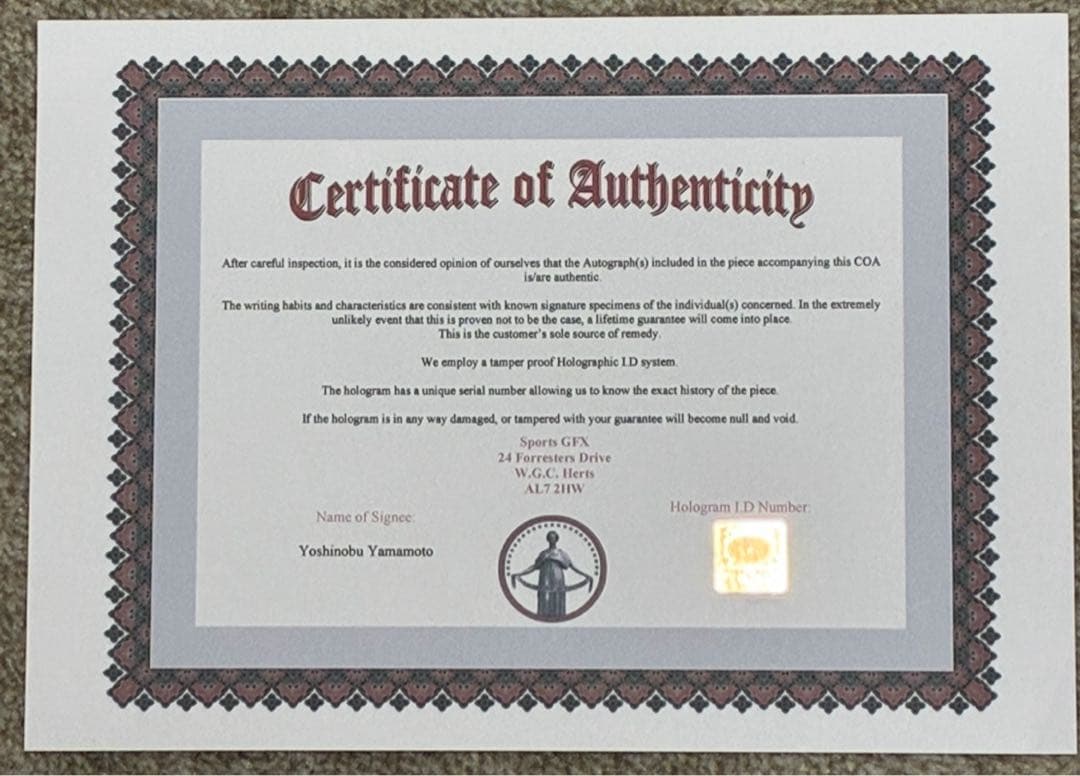 Certificate of Authenticity
After careful inspection, it is the considered opinion of ourselves that the Autograph(s) included in the piece accompanying this COA
is/are authentic.
The writing habits and characteristics are consistent with known signature specimens of the individual(s) concerned. In the extremely
unlikely event that this is proven not to be the case, a lifetime guarantee will come into place.
This is the customer's sole source of remedy.
We employ a tamper proof Holographic I.D system.
The hologram has a unique serial number allowing us to know the exact history of the piece.
If the hologram is in any way damaged, or tampered with your guarantee will become null and void.
Sports GFX
24 Forresters Drive
W.G.C. Herts
AL7 2HW
Name of Signee:
Hologram I.D Number:
Yoshinobu Yamamoto